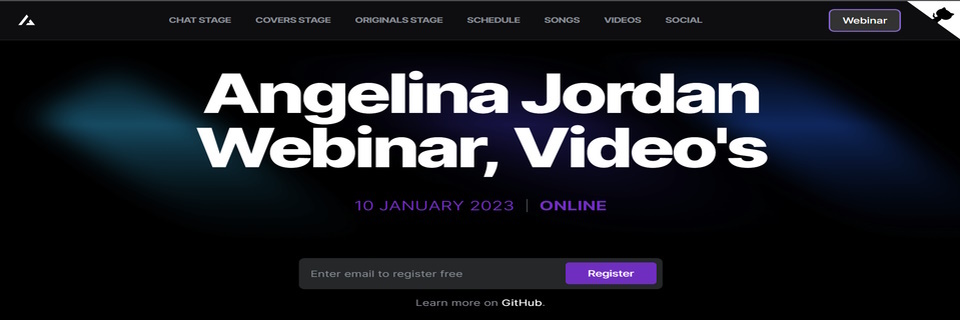 CHAT STAGE COVERS STAGE ORIGINALS STAGE SCHEDULE SONGS VIDEOS SOCIAL Webinar
Angelina Jordan
Webinar, Video's
10 JANUARY 2023 | ONLINE
Enter email to register free Register
Learn more on GitHub.